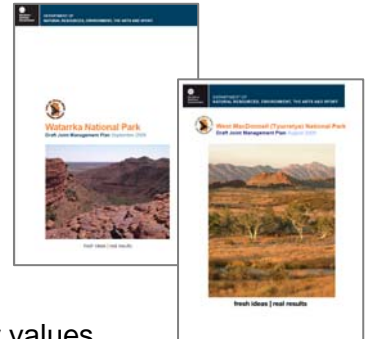 DEPARTMENT OF
NATURAL RESOURCES, ENVIRONMENT, THE ARTS AND SPORT
Watarrka National Park
Draft Joint Management Plan September 2009
fresh ideas | real results
DEPARTMENT OF
NATURAL RESOURCES, ENVIRONMENT, THE ARTS AND SPORT
West MacDonnell (Tyurretye) National Park
Draft Joint Management Plan August 2009
fresh ideas | real results
values